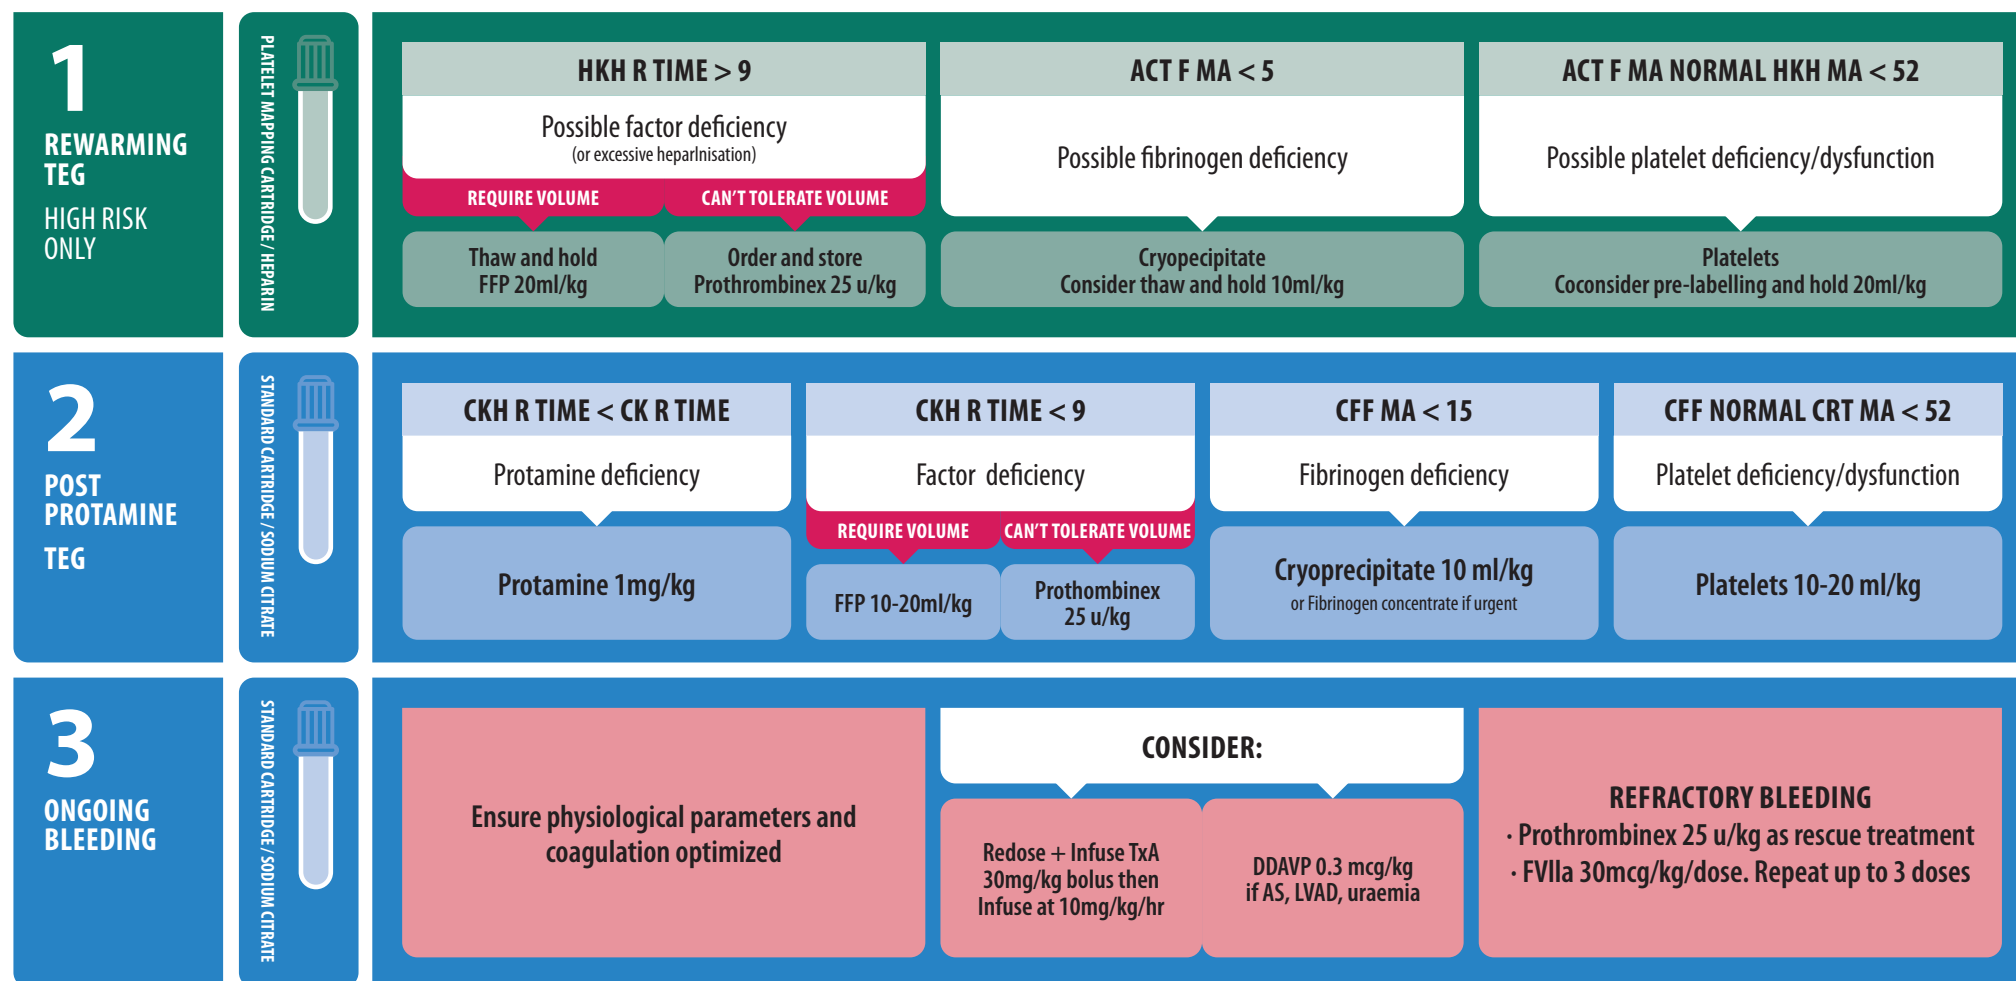 1
REWARMING
TEG
HIGH RISK
ONLY
PLATELET MAPPING CARTRIDGE / HEPARIN
HKH R TIME > 9
Possible factor deficiency
(or excessive heparlnisation)
REQUIRE VOLUME
Thaw and hold
FFP 20ml/kg
CAN'T TOLERATE VOLUME
Order and store
Prothrombinex 25 u/kg
ACT F MA < 5
Possible fibrinogen deficiency
Cryopecipitate
Consider thaw and hold 10ml/kg
ACT F MA NORMAL HKH MA < 52
Possible platelet deficiency/dysfunction
Platelets
Coconsider pre-labelling and hold 20ml/kg
2
POST
PROTAMINE
TEG
STANDARD CARTRIDGE / SODIUM CITRATE
CKH R TIME < CK R TIME
Protamine deficiency
Protamine 1mg/kg
CKH R TIME < 9
Factor deficiency
REQUIRE VOLUME
FFP 10-20ml/kg
CAN'T TOLERATE VOLUME
Prothombinex
25 u/kg
CFF MA < 15
Fibrinogen deficiency
Cryoprecipitate 10 ml/kg
or Fibrinogen concentrate if urgent
CFF NORMAL CRT MA < 52
Platelet deficiency/dysfunction
Platelets 10-20 ml/kg
3
ONGOING
BLEEDING
STANDARD CARTRIDGE / SODIUM CITRATE
Ensure physiological parameters and
coagulation optimized
CONSIDER:
Redose + Infuse TxA
30mg/kg bolus then
Infuse at 10mg/kg/hr
DDAVP 0.3 mcg/kg
if AS, LVAD, uraemia
REFRACTORY BLEEDING
· Prothrombinex 25 u/kg as rescue treatment
· FVlla 30mcg/kg/dose. Repeat up to 3 doses